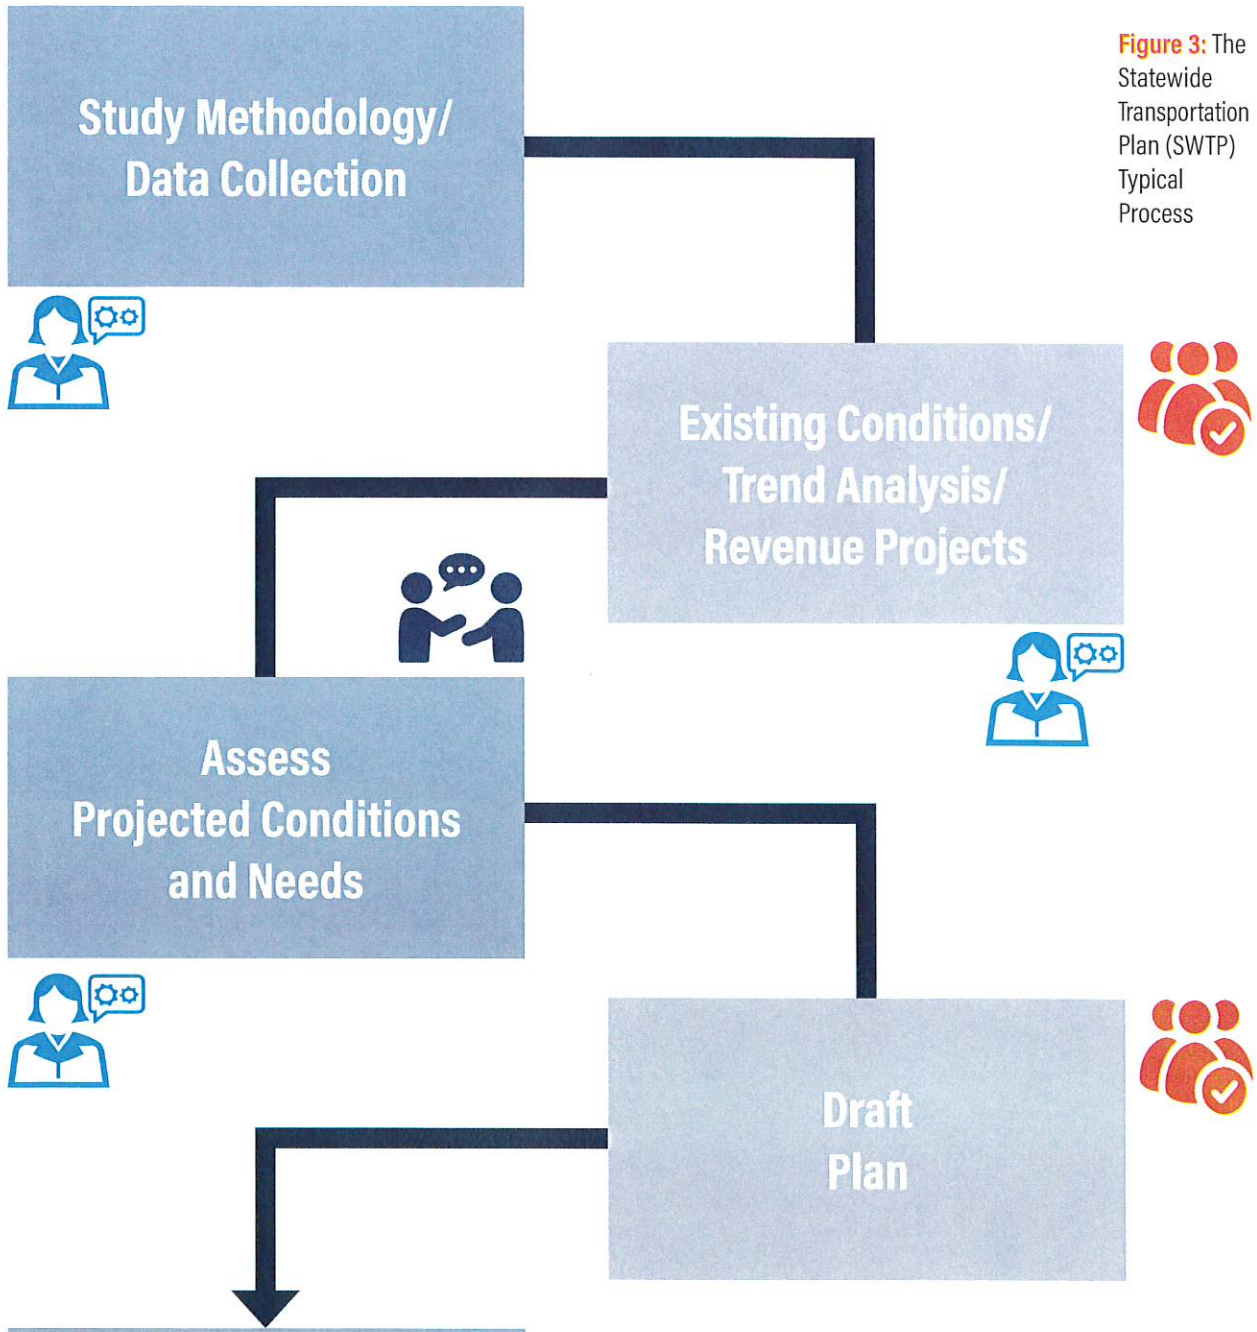 Figure 3: The
Statewide
Transportation
Plan (SWTP)
Typical
Process
Study Methodology/
Data Collection
Existing Conditions/
Trend Analysis/
Revenue Projects
Assess
Projected Conditions
and Needs
Draft
Plan